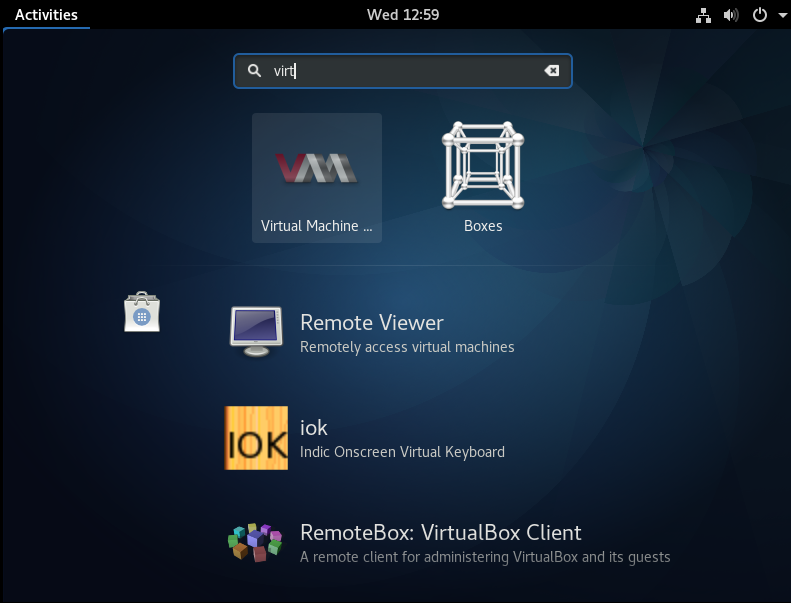 Activities
Wed 12:59
virt
VM
Virtual Machine ...
Boxes
Remote Viewer
Remotely access virtual machines
IOK
iok
Indic Onscreen Virtual Keyboard
RemoteBox: VirtualBox Client
A remote client for administering VirtualBox and its guests